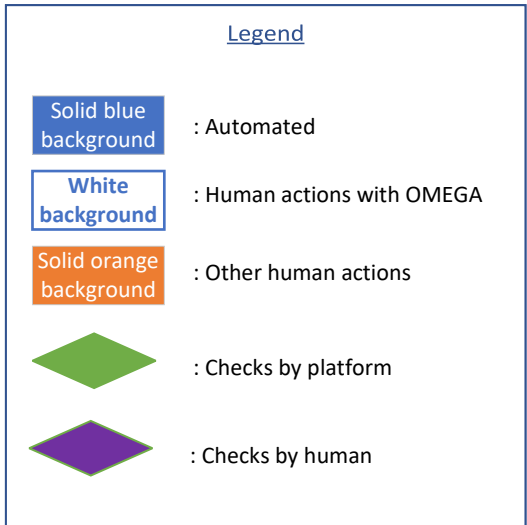 Legend
Solid blue
background
: Automated
White
background
: Human actions with OMEGA
Solid orange
background
: Other human actions
: Checks by platform
: Checks by human